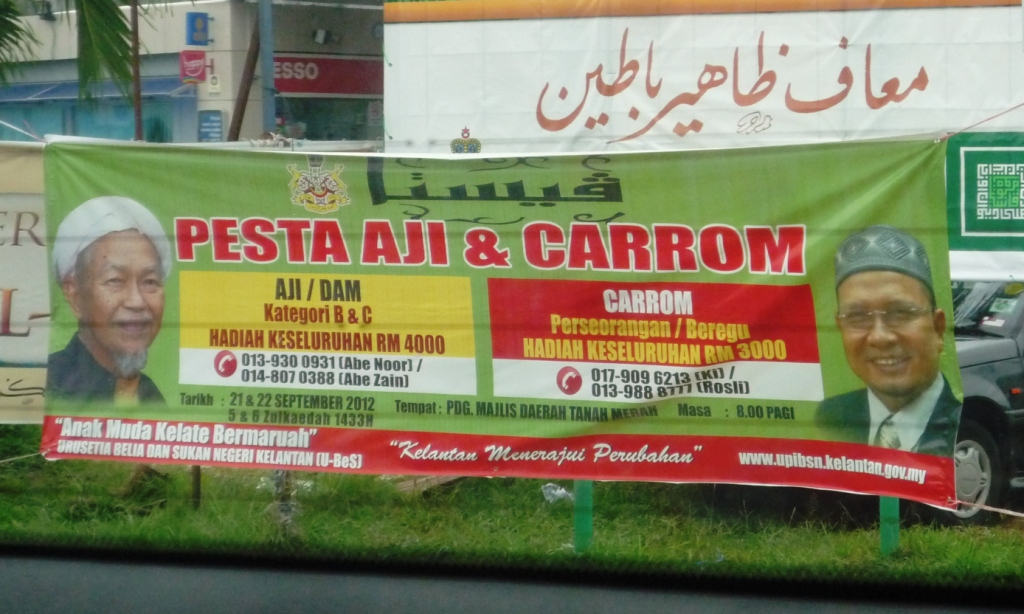 ESSO
معاف ظاهير باطين
ڤيستا
PESTA AJI & CARROM
AJI / DAM
Kategori B & C
HADIAH KESELURUHAN RM 4000
013-930 0931 (Abe Noor) /
014-807 0388 (Abe Zain)
CARROM
Perseorangan / Beregu
HADIAH KESELURUHAN RM 3000
017-909 6213 (KJ) /
013-988 8777 (Rosli)
Tarikh : 21 & 22 SEPTEMBER 2012
5 & 6 Zulkaedah 1433H
Tempat : PDG. MAJLIS DAERAH TANAH MERAH
Masa : 8.00 PAGI
"Anak Muda Kelate Bermaruah"
URUSETIA BELIA DAN SUKAN NEGERI KELANTAN (U-BeS)
"Kelantan Menerajui Perubahan"
www.upibsn.kelantan.gov.my